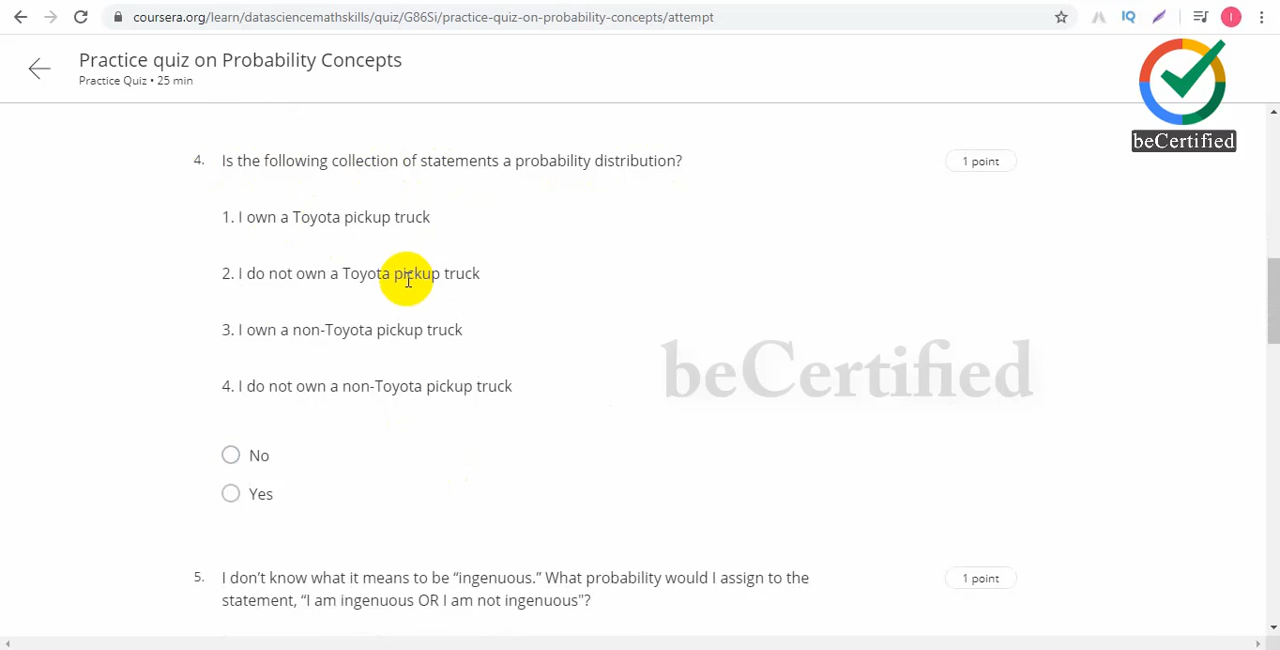 coursera.org/learn/datasciencemathskills/quiz/G86Si/practice-quiz-on-probability-concepts/attempt
IQ
I
Practice quiz on Probability Concepts
Practice Quiz • 25 min
beCertified
4. Is the following collection of statements a probability distribution?
1 point
1. I own a Toyota pickup truck
2. I do not own a Toyota pickup truck
3. I own a non-Toyota pickup truck
beCertified
4. I do not own a non-Toyota pickup truck
No
Yes
5. I don't know what it means to be “ingenuous.” What probability would I assign to the
1 point
statement, “I am ingenuous OR I am not ingenuous"?